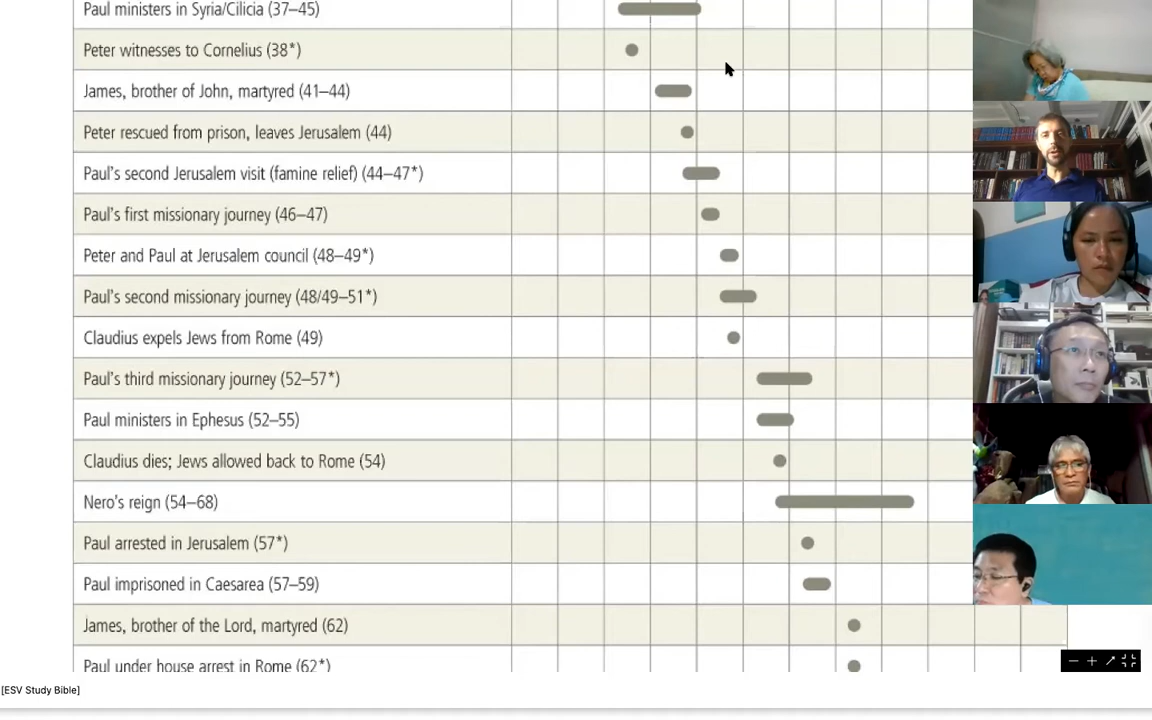 Paul ministers in Syria/Cilicia (37–45)
Peter witnesses to Cornelius (38*)
James, brother of John, martyred (41–44)
Peter rescued from prison, leaves Jerusalem (44)
Paul's second Jerusalem visit (famine relief) (44–47*)
Paul's first missionary journey (46–47)
Peter and Paul at Jerusalem council (48–49*)
Paul's second missionary journey (48/49–51*)
Claudius expels Jews from Rome (49)
Paul's third missionary journey (52–57*)
Paul ministers in Ephesus (52–55)
Claudius dies; Jews allowed back to Rome (54)
Nero's reign (54–68)
Paul arrested in Jerusalem (57*)
Paul imprisoned in Caesarea (57–59)
James, brother of the Lord, martyred (62)
Paul under house arrest in Rome (62*)
[ESV Study Bible]